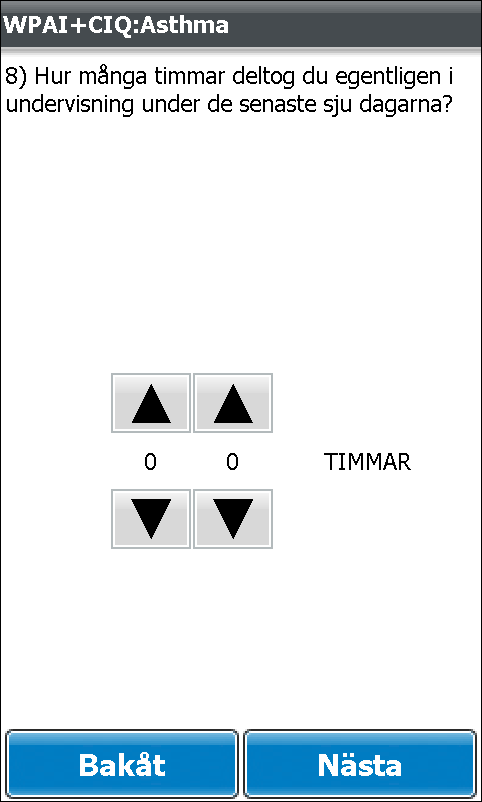 WPAI+CIQ:Asthma
8) Hur många timmar deltog du egentligen i
undervisning under de senaste sju dagarna?
0 0 TIMMAR
Bakåt Nästa